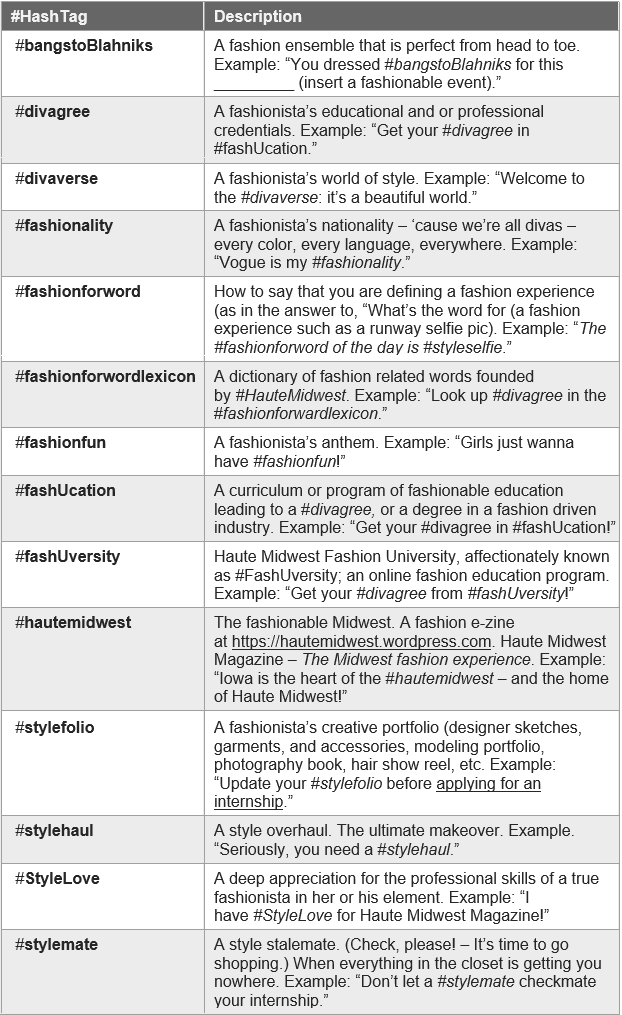 #HashTag Description
#bangstoBlahniks A fashion ensemble that is perfect from head to toe.
Example: “You dressed #bangstoBlahniks for this
_________ (insert a fashionable event).”
#divagree A fashionista’s educational and or professional
credentials. Example: “Get your #divagree in
#fashUcation.”
#divaverse A fashionista’s world of style. Example: “Welcome to
the #divaverse: it’s a beautiful world.”
#fashionality A fashionista’s nationality – ‘cause we’re all divas –
every color, every language, everywhere. Example:
“Vogue is my #fashionality.”
#fashionforword How to say that you are defining a fashion experience
(as in the answer to, “What’s the word for (a fashion
experience such as a runway selfie pic). Example: “The
#fashionforword of the day is #styleselfie.”
#fashionforwordlexicon A dictionary of fashion related words founded
by #HauteMidwest. Example: “Look up #divagree in the
#fashionforwardlexicon.”
#fashionfun A fashionista’s anthem. Example: “Girls just wanna
have #fashionfun!”
#fashUcation A curriculum or program of fashionable education
leading to a #divagree, or a degree in a fashion driven
industry. Example: “Get your #divagree in #fashUcation!”
#fashUversity Haute Midwest Fashion University, affectionately known
as #FashUversity; an online fashion education program.
Example: “Get your #divagree from #fashUversity!”
#hautemidwest The fashionable Midwest. A fashion e-zine
at https://hautemidwest.wordpress.com. Haute Midwest
Magazine – The Midwest fashion experience. Example:
“Iowa is the heart of the #hautemidwest – and the home
of Haute Midwest!”
#stylefolio A fashionista’s creative portfolio (designer sketches,
garments, and accessories, modeling portfolio,
photography book, hair show reel, etc. Example:
“Update your #stylefolio before applying for an
internship.”
#stylehaul A style overhaul. The ultimate makeover. Example.
“Seriously, you need a #stylehaul.”
#StyleLove A deep appreciation for the professional skills of a true
fashionista in her or his element. Example: “I
have #StyleLove for Haute Midwest Magazine!”
#stylemate A style stalemate. (Check, please! – It’s time to go
shopping.) When everything in the closet is getting you
nowhere. Example: “Don’t let a #stylemate checkmate
your internship.”